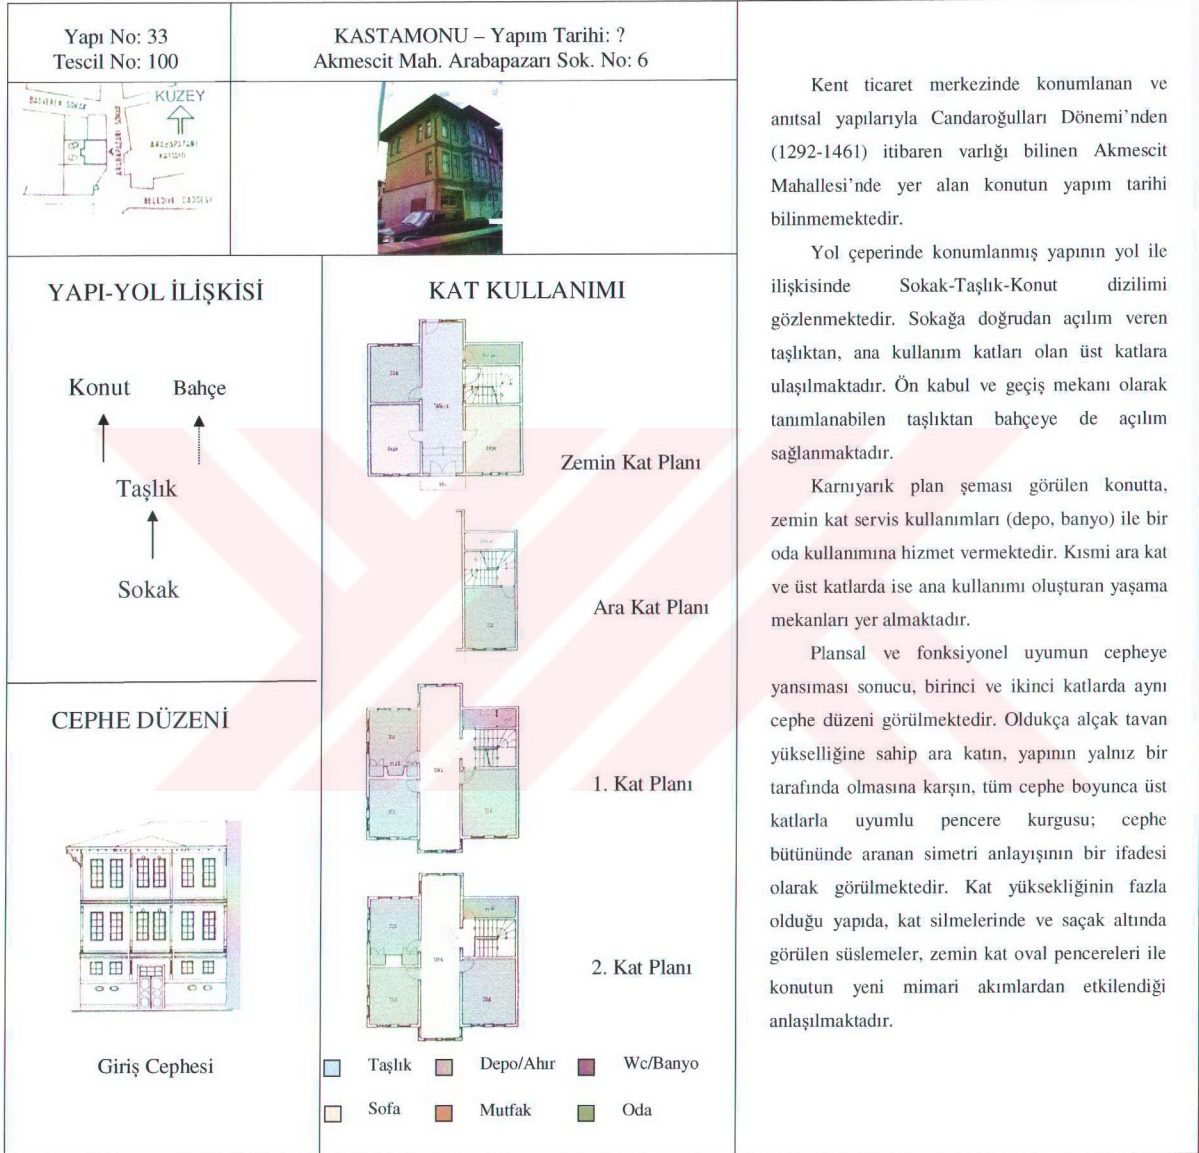 Yapı No: 33
Tescil No: 100
KASTAMONU – Yapım Tarihi: ?
Akmescit Mah. Arabapazarı Sok. No: 6
KUZEY
ARABAPAZARI SOKAK
BELEDİYE CADDESİ
YAPI-YOL İLİŞKİSİ
Konut
Bahçe
Taşlık
Sokak
CEPHE DÜZENİ
Giriş Cephesi
KAT KULLANIMI
TAŞLIK
Zemin Kat Planı
Ara Kat Planı
1. Kat Planı
2. Kat Planı
Taşlık
Depo/Ahır
Wc/Banyo
Sofa
Mutfak
Oda
Kent ticaret merkezinde konumlanan ve
anıtsal yapılarıyla Candaroğulları Dönemi’nden
(1292-1461) itibaren varlığı bilinen Akmescit
Mahallesi’nde yer alan konutun yapım tarihi
bilinmemektedir.
Yol çeperinde konumlanmış yapının yol ile
ilişkisinde Sokak-Taşlık-Konut dizilimi
gözlenmektedir. Sokağa doğrudan açılım veren
taşlıktan, ana kullanım katları olan üst katlara
ulaşılmaktadır. Ön kabul ve geçiş mekanı olarak
tanımlanabilen taşlıktan bahçeye de açılım
sağlanmaktadır.
Karnıyarık plan şeması görülen konutta,
zemin kat servis kullanımları (depo, banyo) ile bir
oda kullanımına hizmet vermektedir. Kısmi ara kat
ve üst katlarda ise ana kullanımı oluşturan yaşama
mekanları yer almaktadır.
Plansal ve fonksiyonel uyumun cepheye
yansıması sonucu, birinci ve ikinci katlarda aynı
cephe düzeni görülmektedir. Oldukça alçak tavan
yükselliğine sahip ara katın, yapının yalnız bir
tarafında olmasına karşın, tüm cephe boyunca üst
katlarla uyumlu pencere kurgusu; cephe
bütününde aranan simetri anlayışının bir ifadesi
olarak görülmektedir. Kat yüksekliğinin fazla
olduğu yapıda, kat silmelerinde ve saçak altında
görülen süslemeler, zemin kat oval pencereleri ile
konutun yeni mimari akımlardan etkilendiği
anlaşılmaktadır.